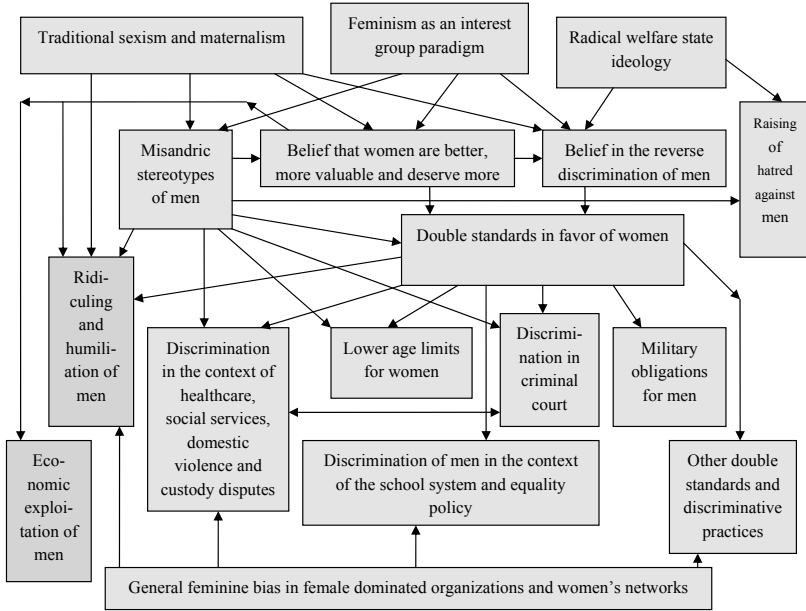 Traditional sexism and maternalism
Feminism as an interest
group paradigm
Radical welfare state
ideology
Misandric
stereotypes
of men
Belief that women are better,
more valuable and deserve more
Belief in the reverse
discrimination of men
Raising
of
hatred
against
men
Double standards in favor of women
Ridi-
culing
and
humili-
ation of
men
Discrimination
in the context of
healthcare,
social services,
domestic
violence and
custody disputes
Lower age limits
for women
Discrimi-
nation in
criminal
court
Military
obligations
for men
Eco-
nomic
exploi-
tation of
men
Discrimination of men in the context
of the school system and equality
policy
Other double
standards and
discriminative
practices
General feminine bias in female dominated organizations and women’s networks